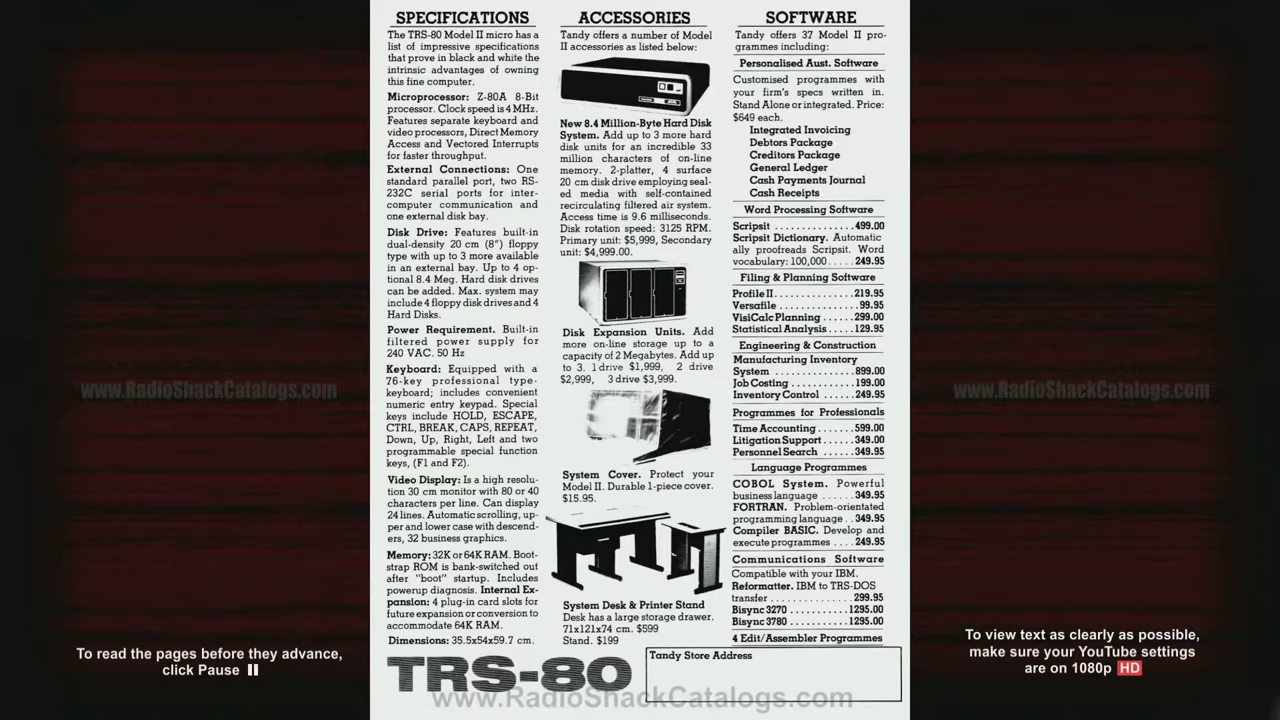 SPECIFICATIONS
The TRS-80 Model II micro has a
list of impressive specifications
that prove in black and white the
intrinsic advantages of owning
this fine computer.
Microprocessor: Z-80A 8-Bit
processor. Clock speed is 4 MHz.
Features separate keyboard and
video processors, Direct Memory
Access and Vectored Interrupts
for faster throughput.
External Connections: One
standard parallel port, two RS-
232C serial ports for inter-
computer communication and
one external disk bay.
Disk Drive: Features built-in
dual-density 20 cm (8") floppy
type with up to 3 more available
in an external bay. Up to 4 op-
tional 8.4 Meg. Hard disk drives
can be added. Max. system may
include 4 floppy disk drives and 4
Hard Disks.
Power Requirement. Built-in
filtered power supply for
240 VAC. 50 Hz
Keyboard: Equipped with a
76-key professional type-
keyboard; includes convenient
numeric entry keypad. Special
keys include HOLD, ESCAPE,
CTRL, BREAK, CAPS, REPEAT,
Down, Up, Right, Left and two
programmable special function
keys, (F1 and F2).
Video Display: Is a high resolu-
tion 30 cm monitor with 80 or 40
characters per line. Can display
24 lines. Automatic scrolling, up-
per and lower case with descend-
ers, 32 business graphics.
Memory: 32K or 64K RAM. Boot-
strap ROM is bank-switched out
after "boot" startup. Includes
powerup diagnosis. Internal Ex-
pansion: 4 plug-in card slots for
future expansion or conversion to
accommodate 64K RAM.
Dimensions: 35.5x54x59.7 cm.
ACCESSORIES
Tandy offers a number of Model
II accessories as listed below:
New 8.4 Million-Byte Hard Disk
System. Add up to 3 more hard
disk units for an incredible 33
million characters of on-line
memory. 2-platter, 4 surface
20 cm disk drive employing seal-
ed media with self-contained
recirculating filtered air system.
Access time is 9.6 milliseconds.
Disk rotation speed: 3125 RPM.
Primary unit: $5,999, Secondary
unit: $4,999.00.
Disk Expansion Units. Add
more on-line storage up to a
capacity of 2 Megabytes. Add up
to 3. 1 drive $1,999, 2 drive
$2,999, 3 drive $3,999.
System Cover. Protect your
Model II. Durable 1-piece cover.
$15.95.
System Desk & Printer Stand
Desk has a large storage drawer.
71x121x74 cm. $599
Stand. $199
SOFTWARE
Tandy offers 37 Model II pro-
grammes including:
Personalised Aust. Software
Customised programmes with
your firm's specs written in.
Stand Alone or integrated. Price:
$649 each.
Integrated Invoicing
Debtors Package
Creditors Package
General Ledger
Cash Payments Journal
Cash Receipts
Word Processing Software
Scripsit . . . . . . . . . . . . . . 499.00
Scripsit Dictionary. Automatic
ally proofreads Scripsit. Word
vocabulary: 100,000 . . . . . 249.95
Filing & Planning Software
Profile II . . . . . . . . . . . . . . 219.95
Versafile . . . . . . . . . . . . . . 99.95
VisiCalc Planning . . . . . . 299.00
Statistical Analysis . . . . . 129.95
Engineering & Construction
Manufacturing Inventory
System . . . . . . . . . . . . . . 899.00
Job Costing . . . . . . . . . . . 199.00
Inventory Control . . . . . . 249.95
Programmes for Professionals
Time Accounting . . . . . . . 599.00
Litigation Support . . . . . . 349.00
Personnel Search . . . . . . 349.95
Language Programmes
COBOL System. Powerful
business language . . . . . . 349.95
FORTRAN. Problem-orientated
programming language . . 349.95
Compiler BASIC. Develop and
execute programmes . . . . 249.95
Communications Software
Compatible with your IBM.
Reformatter. IBM to TRS-DOS
transfer . . . . . . . . . . . . . . 299.95
Bisync 3270 . . . . . . . . . . 1295.00
Bisync 3780 . . . . . . . . . . 1295.00
4 Edit/Assembler Programmes
TRS-80
Tandy Store Address
www.RadioShackCatalogs.com
www.RadioShackCatalogs.com
www.RadioShackCatalogs.com
To read the pages before they advance,
click Pause
To view text as clearly as possible,
make sure your YouTube settings
are on 1080p HD